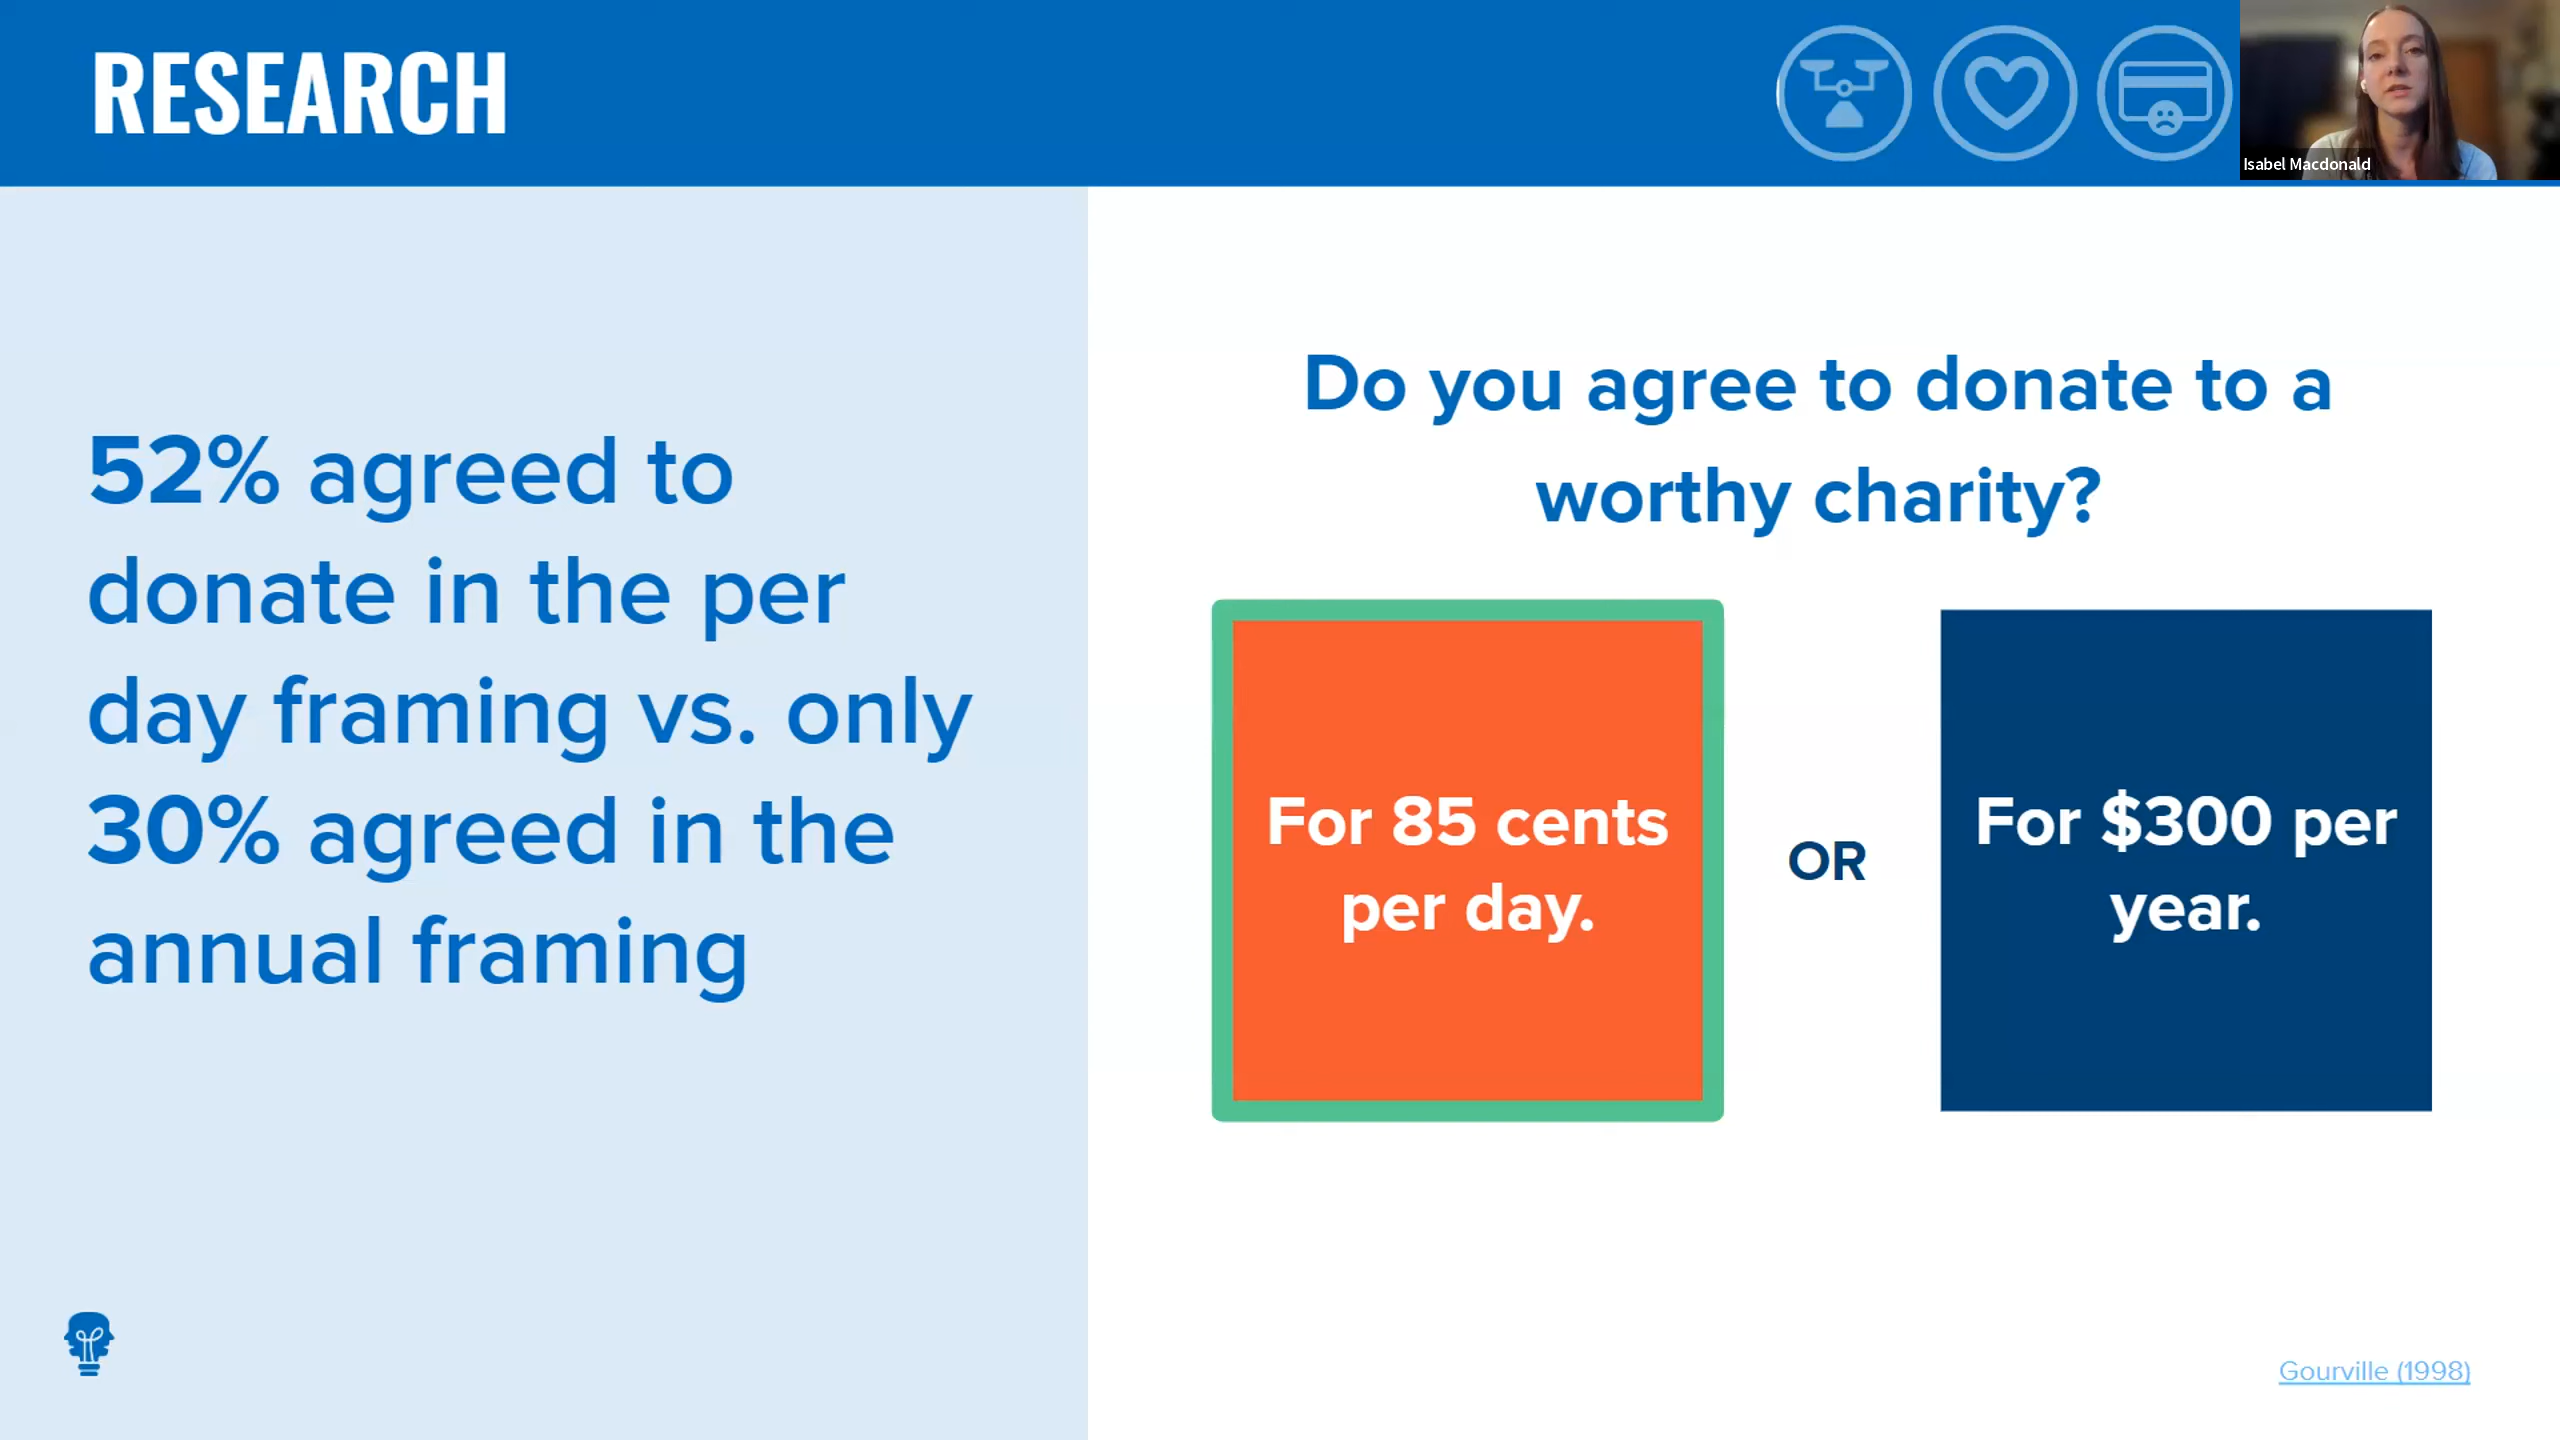 RESEARCH
Isabel Macdonald
52% agreed to
donate in the per
day framing vs. only
30% agreed in the
annual framing
Do you agree to donate to a
worthy charity?
For 85 cents
per day.
OR
For $300 per
year.
Gourville (1998)